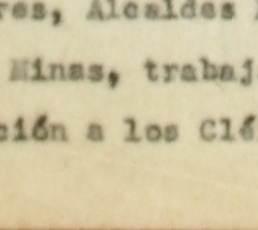 res, Alcaldes
Minas, trabaj
ción a los Clé